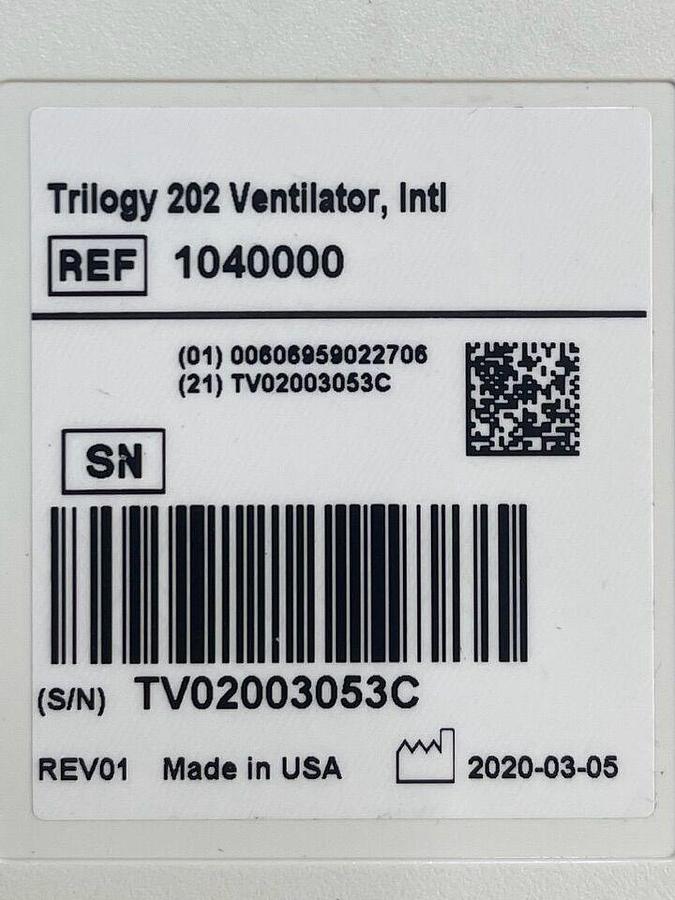 Trilogy 202 Ventilator, Intl
REF 1040000
(01) 00606959022706
(21) TV02003053C
SN
(S/N) TV02003053C
REV01 Made in USA 2020-03-05